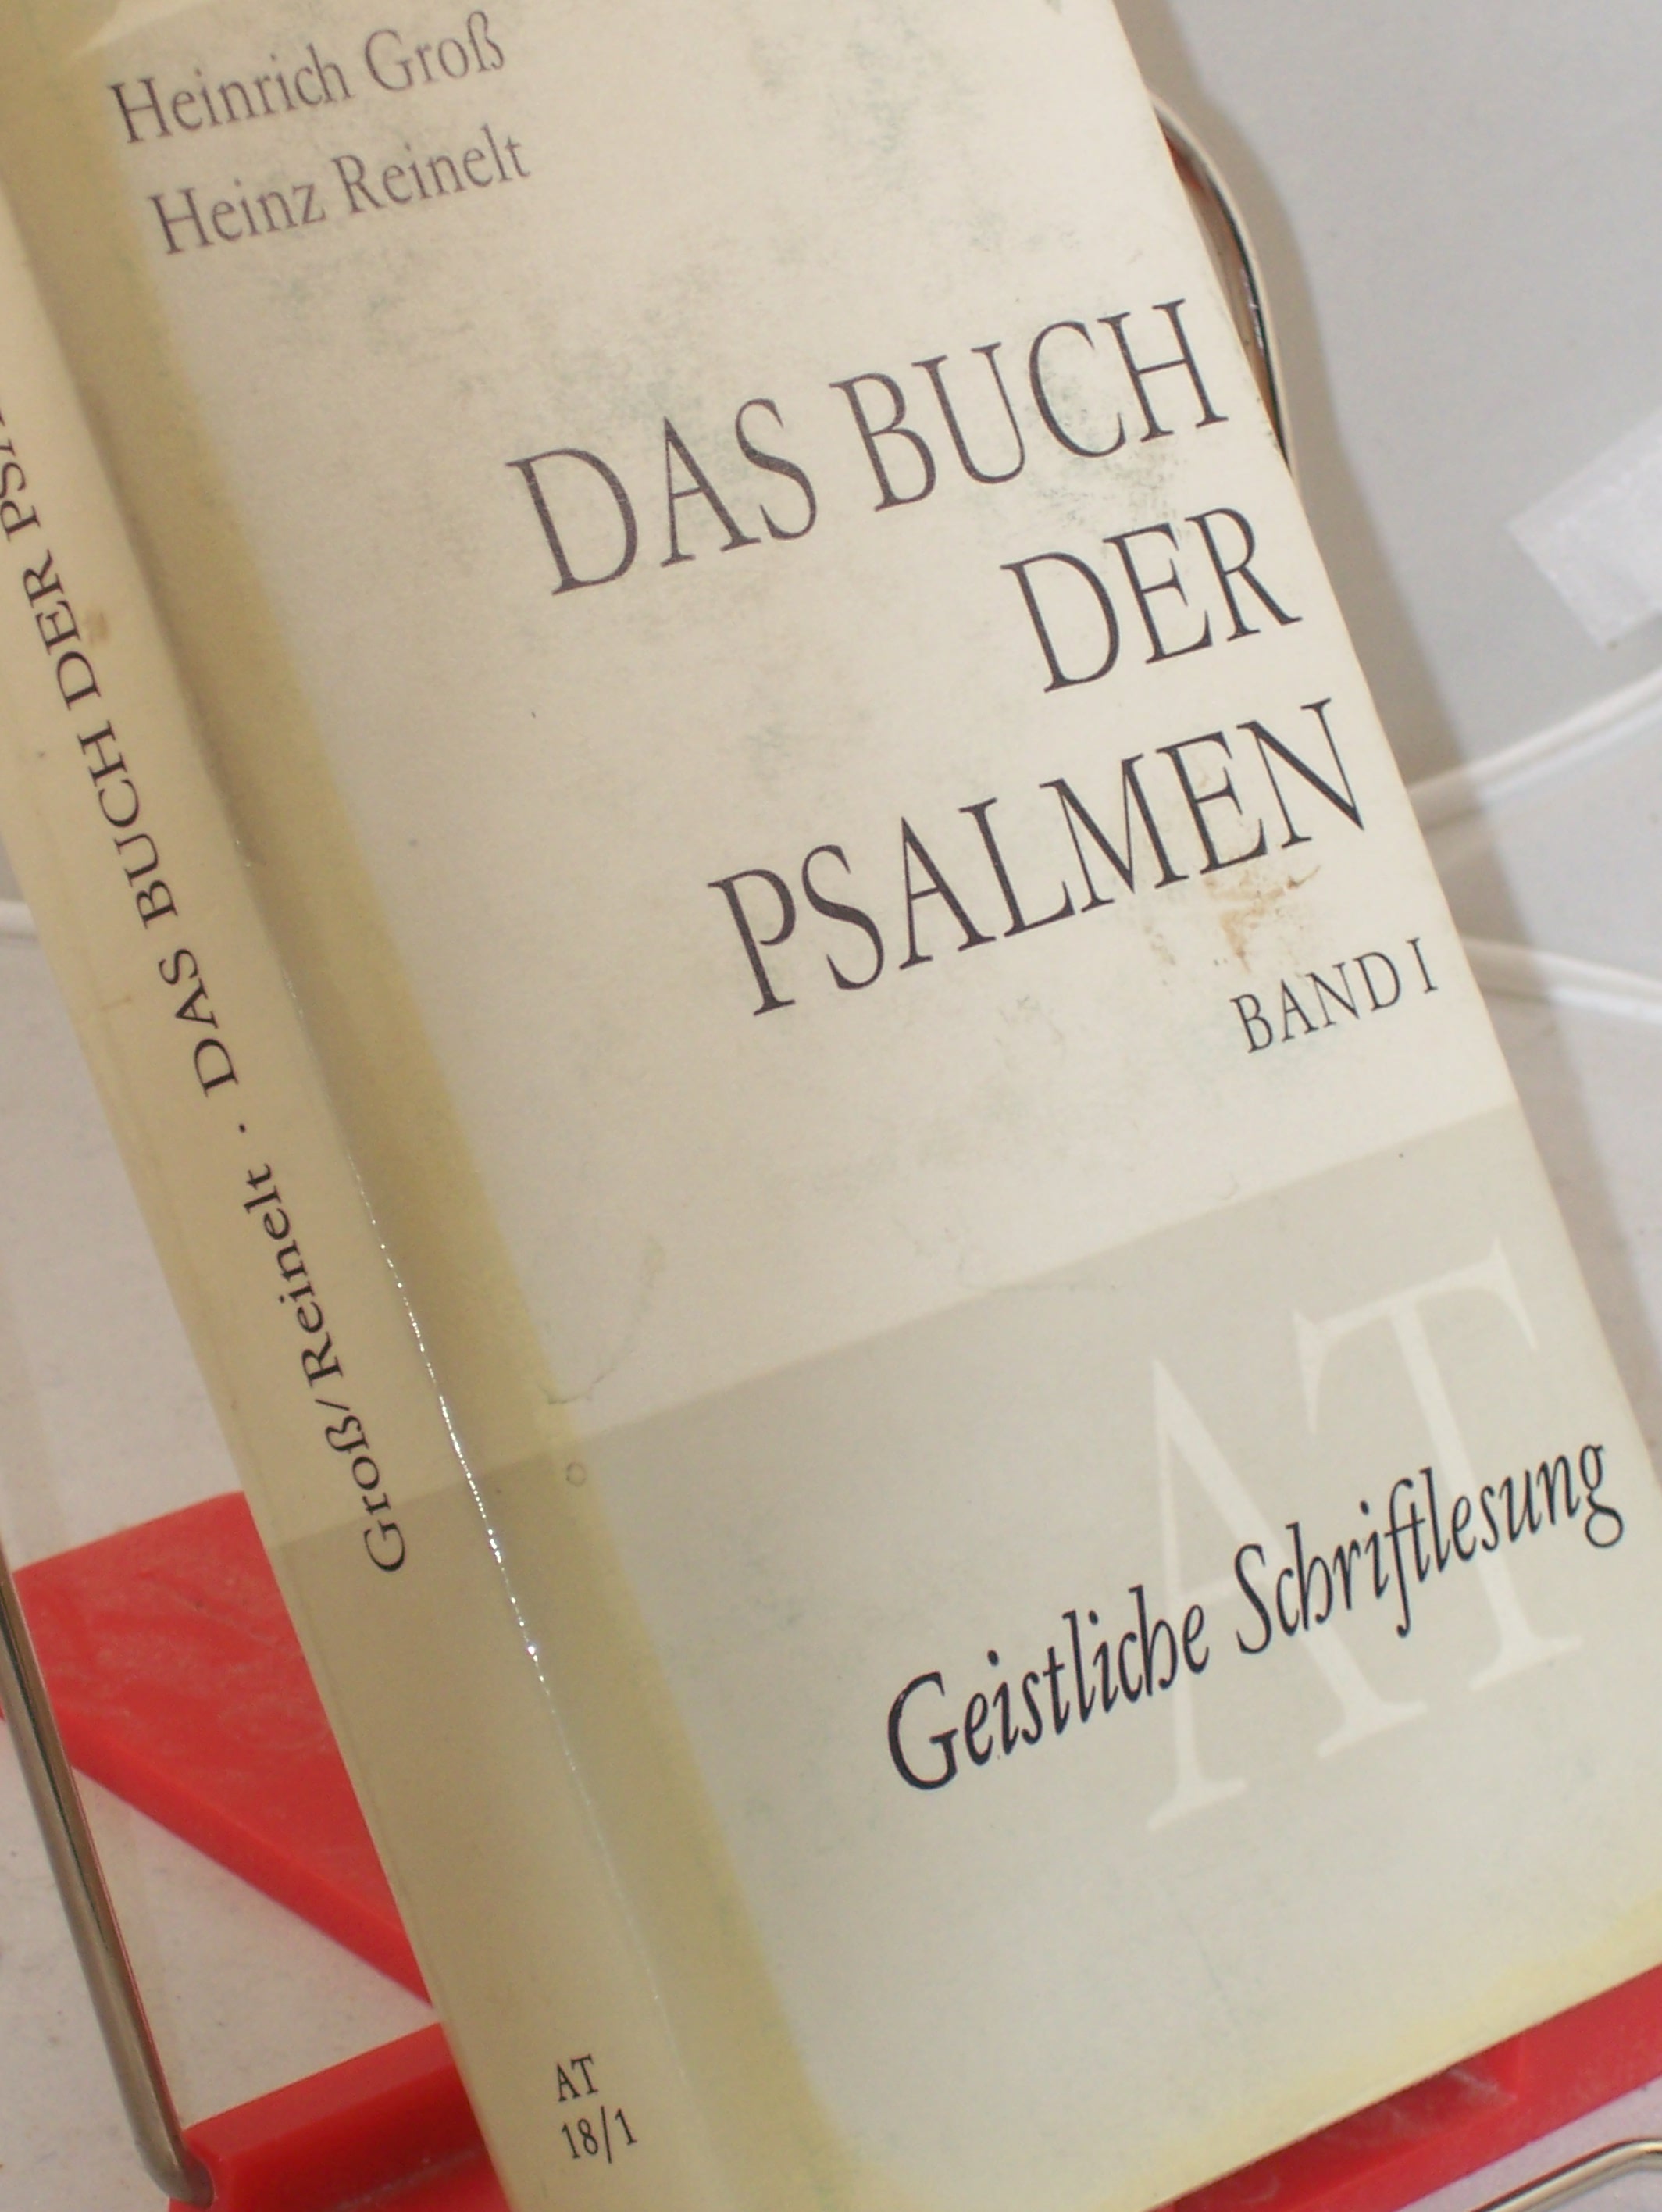 Heinrich Groß
Heinz Reinelt
DAS BUCH
DER
PSALMEN
BAND I
AT
Geistliche Schriftlesung
Groß/Reinelt · DAS BUCH DER
AT
18/1